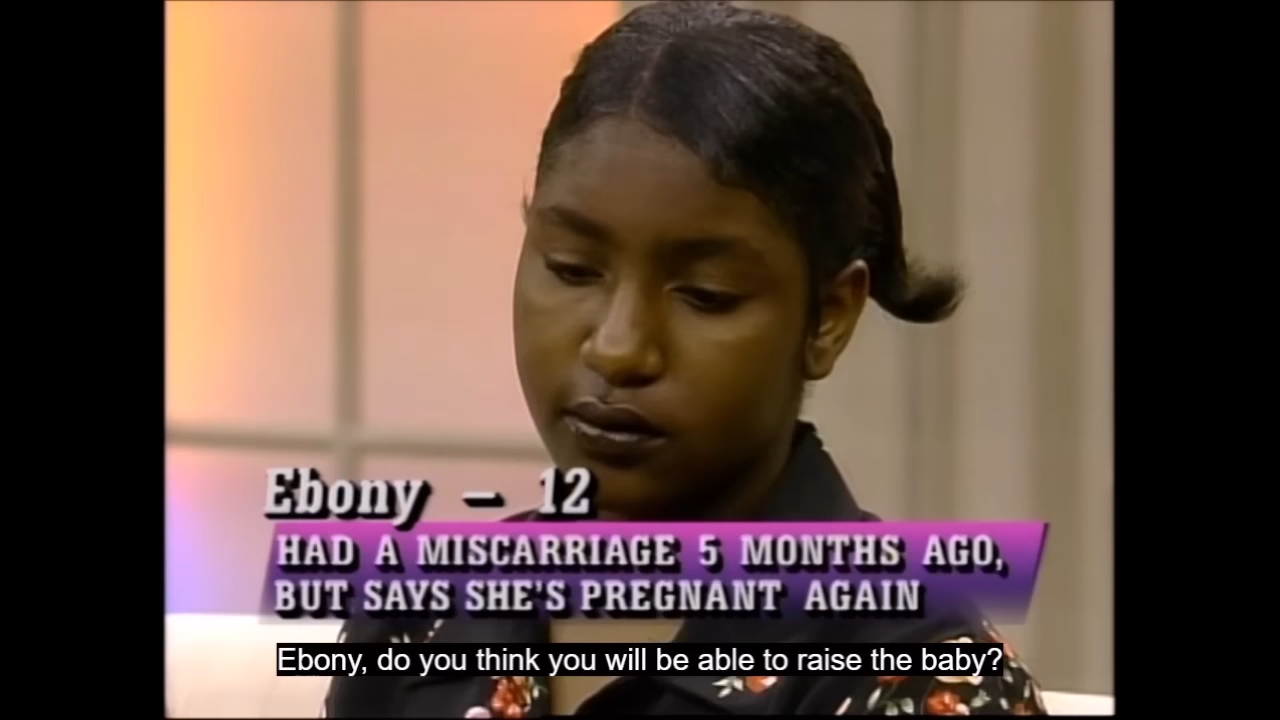 Ebony – 12
HAD A MISCARRIAGE 5 MONTHS AGO,
BUT SAYS SHE'S PREGNANT AGAIN
Ebony, do you think you will be able to raise the baby?